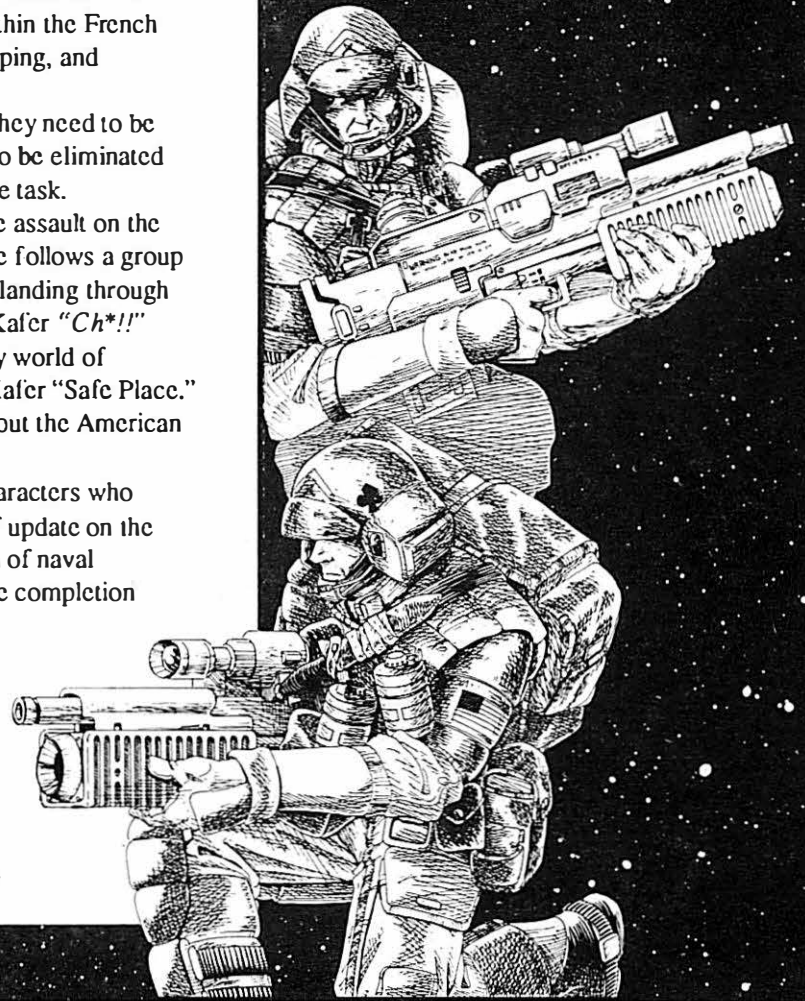 thin the French
ping, and
hey need to be
o be eliminated
e task.
e assault on the
e follows a group
landing through
Kafer "Ch*!!"
y world of
Kafer "Safe Place."
out the American
aracters who
f update on the
of naval
e completion